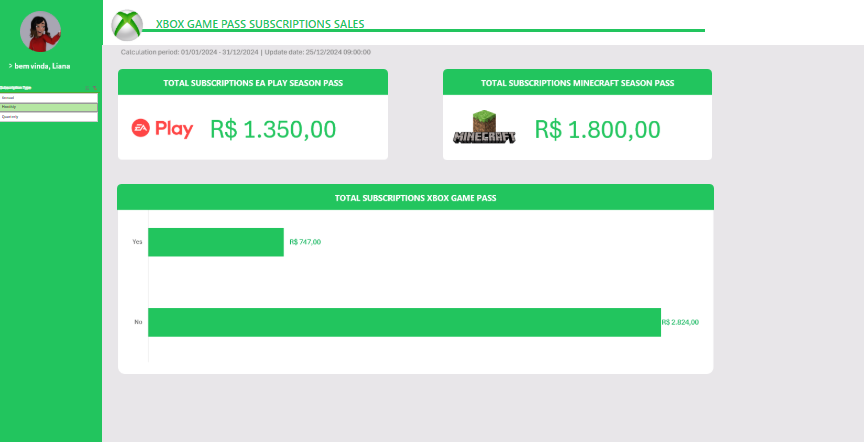 XBOX GAME PASS SUBSCRIPTIONS SALES
Calculation period: 01/01/2024 - 31/12/2024 | Update date: 25/12/2024 09:00:00
> bem vinda, Liana
Subscription Type
Annual
Monthly
Quarterly
TOTAL SUBSCRIPTIONS EA PLAY SEASON PASS
EA Play R$ 1.350,00
TOTAL SUBSCRIPTIONS MINECRAFT SEASON PASS
MINECRAFT R$ 1.800,00
TOTAL SUBSCRIPTIONS XBOX GAME PASS
Yes R$ 747,00
No R$ 2.824,00